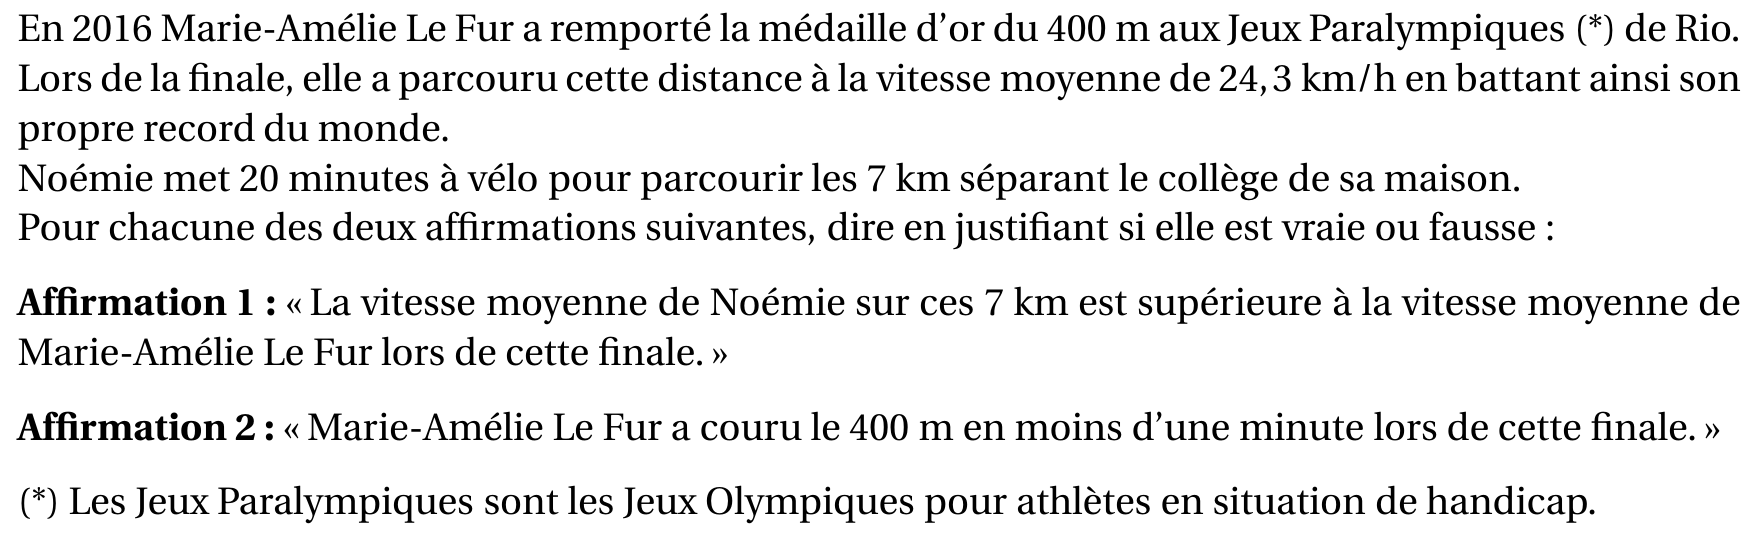 En 2016 Marie-Amélie Le Fur a remporté la médaille d’or du 400 m aux Jeux Paralympiques (*) de Rio.
Lors de la finale, elle a parcouru cette distance à la vitesse moyenne de 24,3 km/h en battant ainsi son
propre record du monde.
Noémie met 20 minutes à vélo pour parcourir les 7 km séparant le collège de sa maison.
Pour chacune des deux affirmations suivantes, dire en justifiant si elle est vraie ou fausse :
Affirmation 1 : « La vitesse moyenne de Noémie sur ces 7 km est supérieure à la vitesse moyenne de
Marie-Amélie Le Fur lors de cette finale. »
Affirmation 2 : « Marie-Amélie Le Fur a couru le 400 m en moins d’une minute lors de cette finale. »
(*) Les Jeux Paralympiques sont les Jeux Olympiques pour athlètes en situation de handicap.